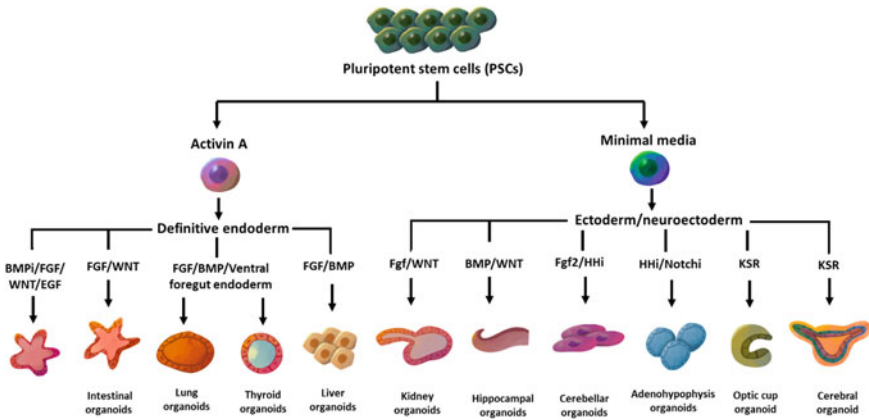 Pluripotent stem cells (PSCs)
Activin A
Minimal media
Definitive endoderm
Ectoderm/neuroectoderm
BMPi/FGF/
WNT/EGF
FGF/WNT
FGF/BMP/Ventral
foregut endoderm
FGF/BMP
Fgf/WNT
BMP/WNT
Fgf2/HHi
HHi/Notchi
KSR
KSR
Intestinal
organoids
Lung
organoids
Thyroid
organoids
Liver
organoids
Kidney
organoids
Hippocampal
organoids
Cerebellar
organoids
Adenohypophysis
organoids
Optic cup
organoid
Cerebral
organoid